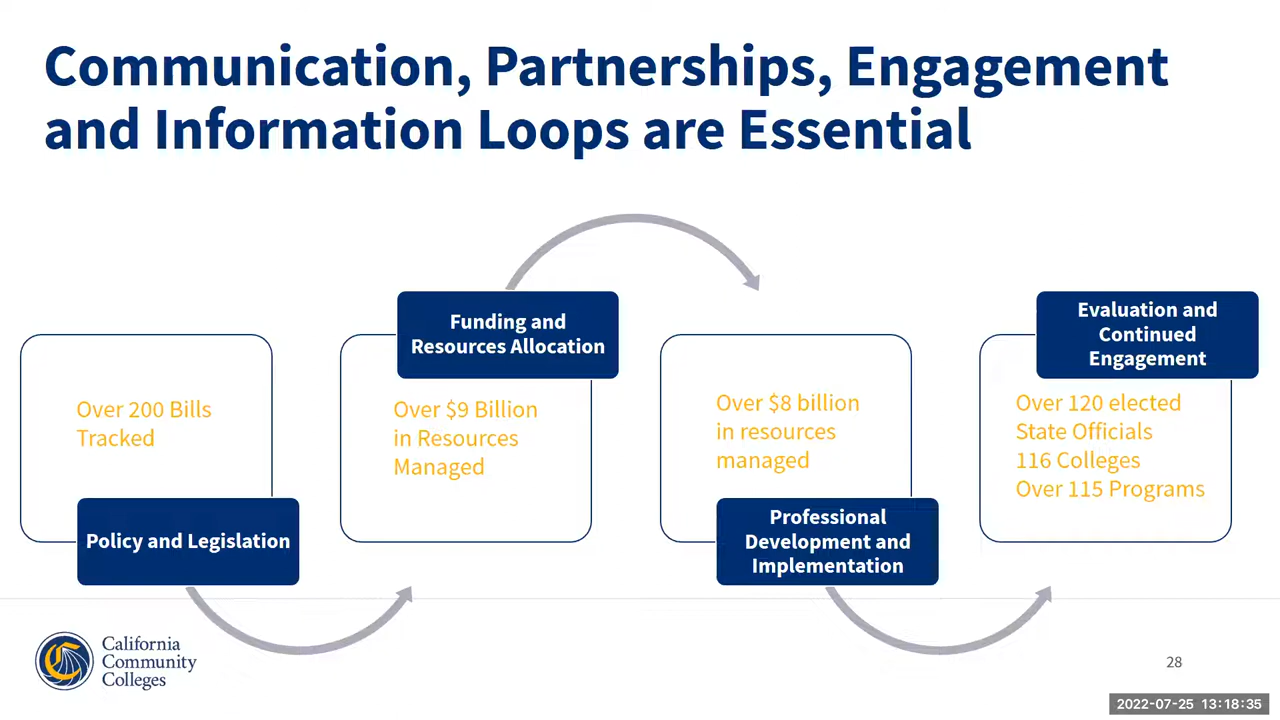 Communication, Partnerships, Engagement
and Information Loops are Essential
Over 200 Bills
Tracked
Policy and Legislation
Funding and
Resources Allocation
Over $9 Billion
in Resources
Managed
Over $8 billion
in resources
managed
Professional
Development and
Implementation
Evaluation and
Continued
Engagement
Over 120 elected
State Officials
116 Colleges
Over 115 Programs
California
Community
Colleges
28
2022-07-25 13:18:35